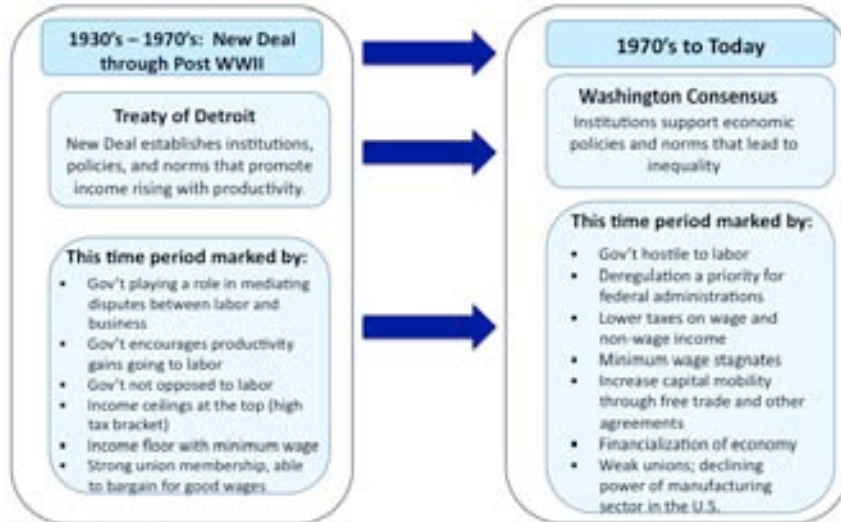 1930's – 1970's: New Deal
through Post WWII
Treaty of Detroit
New Deal establishes institutions,
policies, and norms that promote
income rising with productivity.
This time period marked by:
• Gov't playing a role in mediating
disputes between labor and
business
• Gov't encourages productivity
gains going to labor
• Gov't not opposed to labor
• Income ceilings at the top (high
tax bracket)
• Income floor with minimum wage
• Strong union membership, able
to bargain for good wages
1970's to Today
Washington Consensus
Institutions support economic
policies and norms that lead to
inequality
This time period marked by:
• Gov't hostile to labor
• Deregulation a priority for
federal administrations
• Lower taxes on wage and
non-wage income
• Minimum wage stagnates
• Increase capital mobility
through free trade and other
agreements
• Financialization of economy
• Weak unions; declining
power of manufacturing
sector in the U.S.